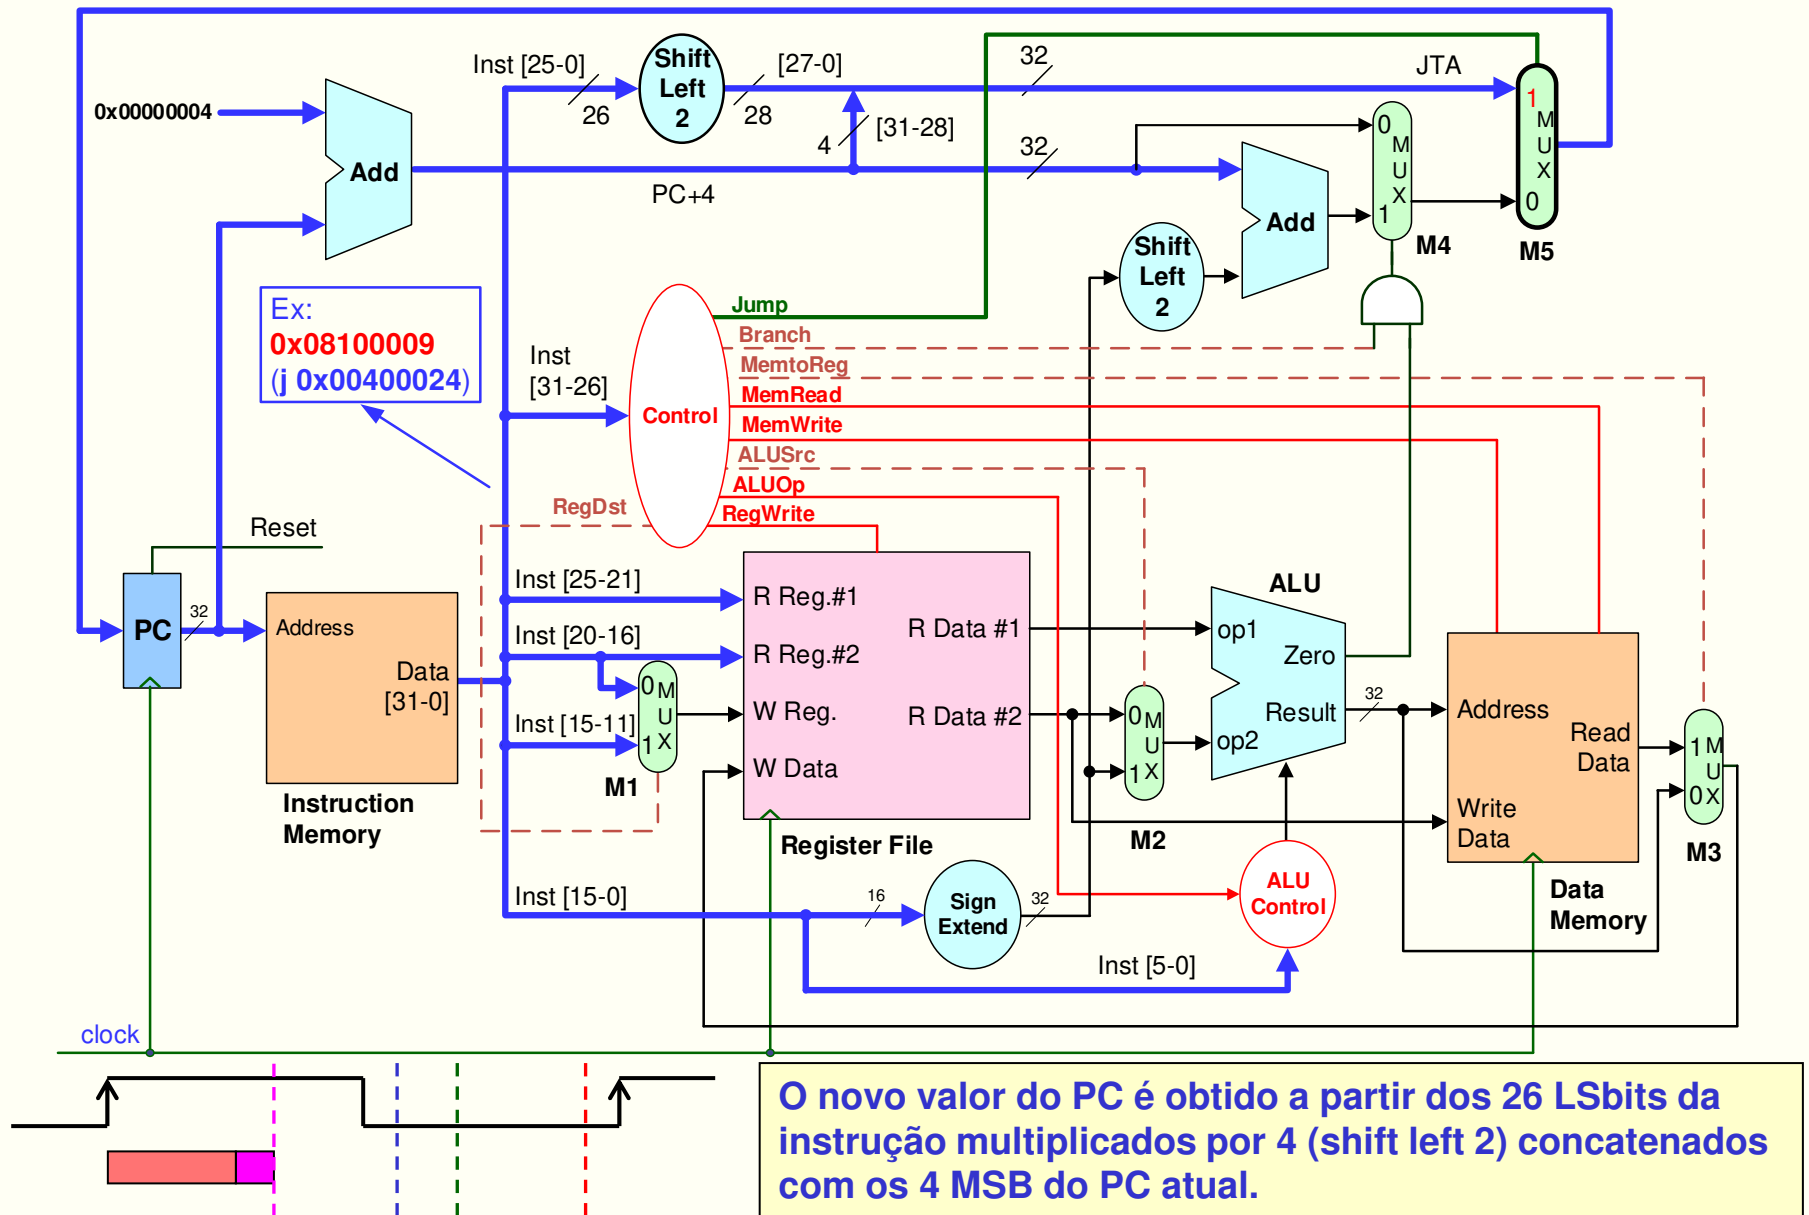 Inst [25-0]
26
Shift
Left
2
[27-0]
28
32
JTA
0x00000004
4
[31-28]
32
Add
PC+4
0
M
U
X
1
M4
1
M
U
X
0
M5
Add
Shift
Left
2
Ex:
0x08100009
(j 0x00400024)
Inst
[31-26]
Control
Jump
Branch
MemtoReg
MemRead
MemWrite
ALUSrc
ALUOp
RegWrite
RegDst
Reset
PC
32
Address
Data
[31-0]
Instruction
Memory
Inst [25-21]
Inst [20-16]
Inst [15-11]
0 M
U
1 X
M1
R Reg.#1
R Reg.#2
W Reg.
W Data
R Data #1
R Data #2
Register File
0 M
U
1 X
M2
ALU
op1
Zero
Result
op2
32
Address
Read
Data
Write
Data
Data
Memory
1 M
U
0 X
M3
Inst [15-0]
16
Sign
Extend
32
ALU
Control
Inst [5-0]
clock
O novo valor do PC é obtido a partir dos 26 LSbits da
instrução multiplicados por 4 (shift left 2) concatenados
com os 4 MSB do PC atual.